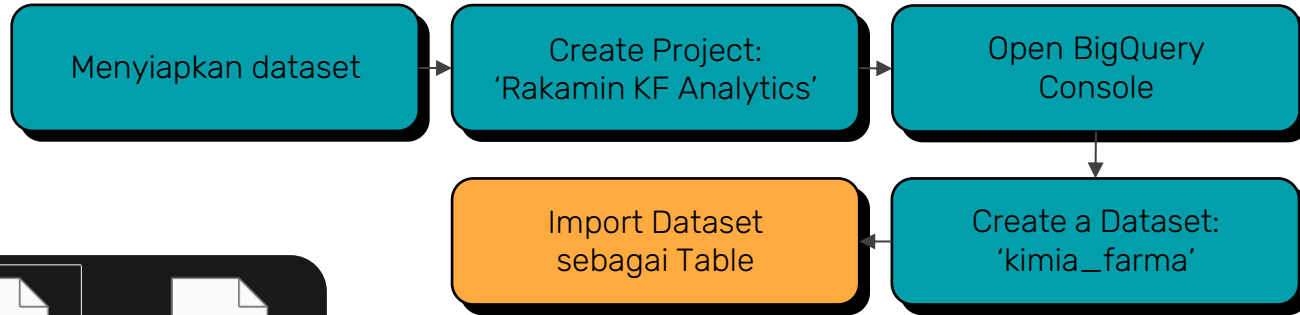 Menyiapkan dataset
Create Project:
‘Rakamin KF Analytics’
Open BigQuery
Console
Create a Dataset:
‘kimia_farma’
Import Dataset
sebagai Table